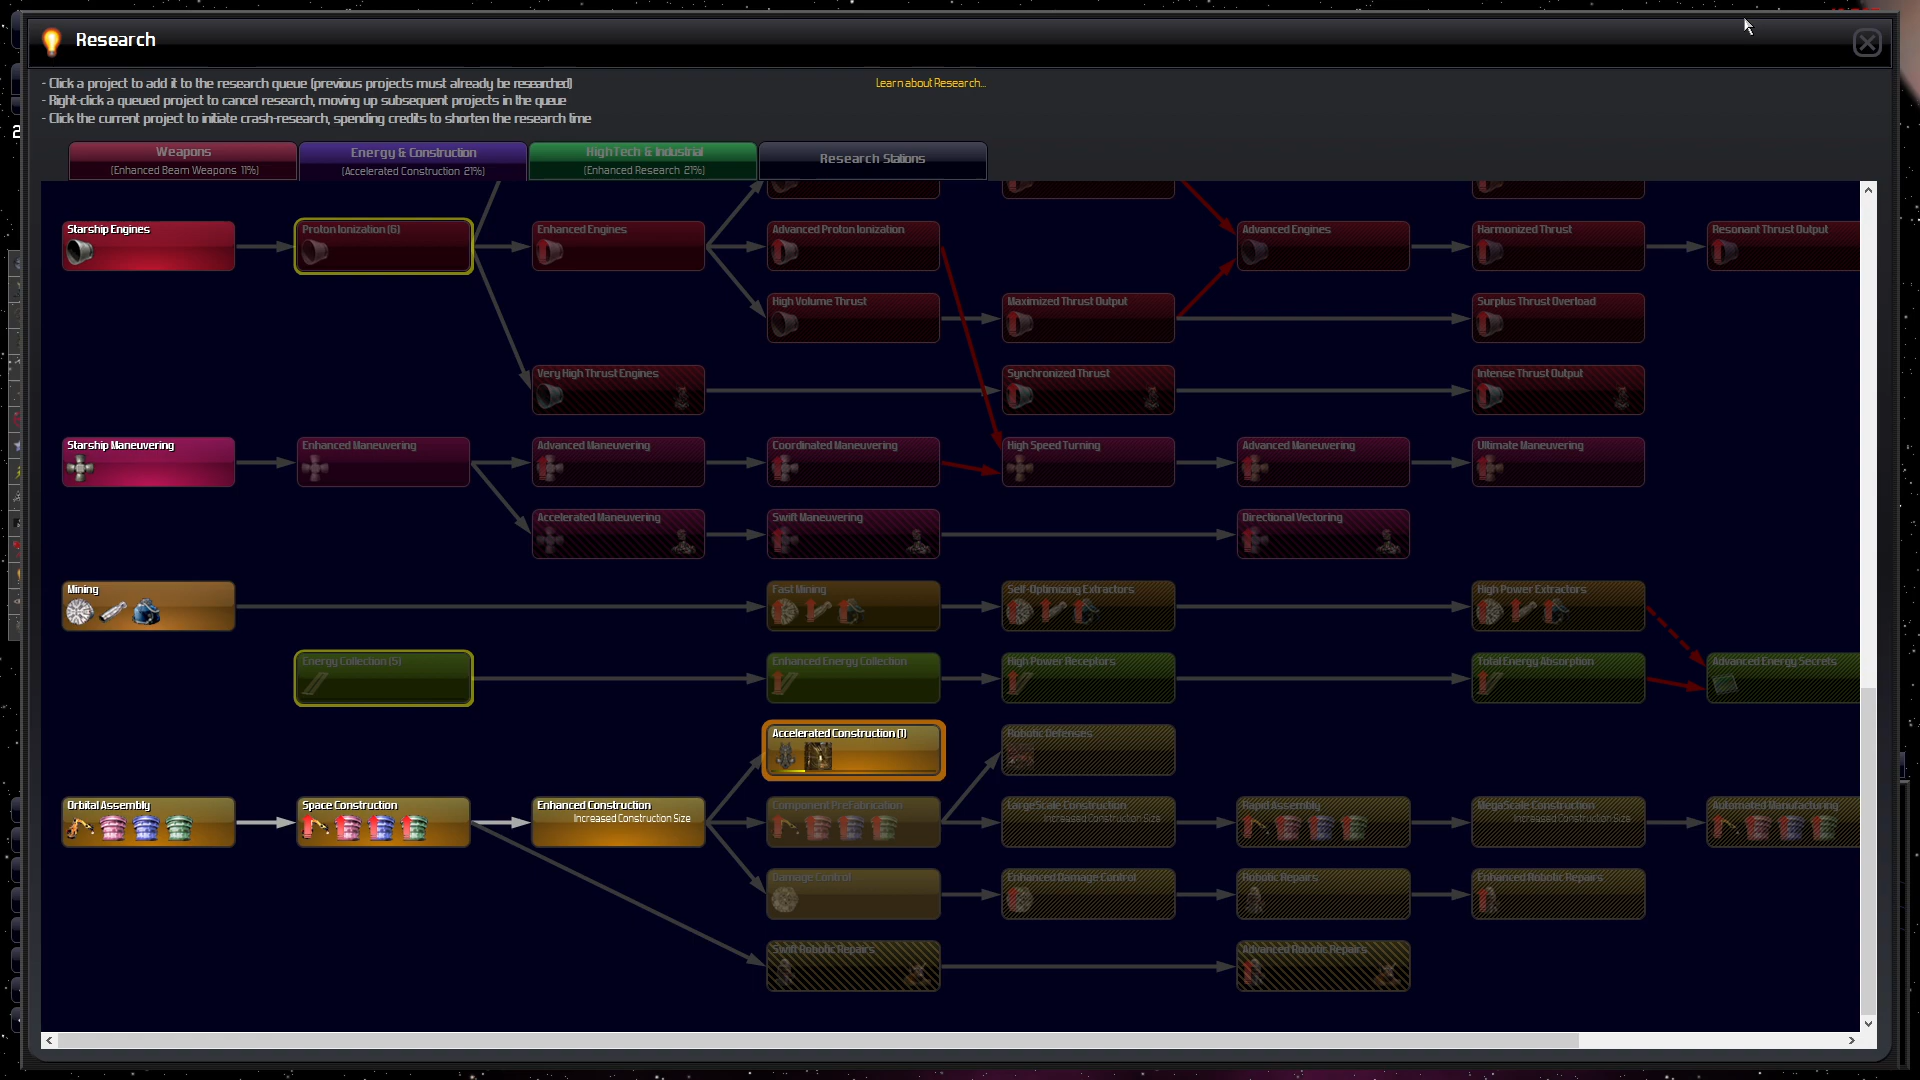 Research
- Click a project to add it to the research queue (previous projects must already be researched)
- Right-click a queued project to cancel research, moving up subsequent projects in the queue
- Click the current project to initiate crash-research, spending credits to shorten the research time
Learn about Research...
Weapons
(Enhanced Beam Weapons 11%)
Energy & Construction
(Accelerated Construction 21%)
HighTech & Industrial
(Enhanced Research 21%)
Research Stations
Starship Engines
Proton Ionization (6)
Enhanced Engines
Advanced Proton Ionization
Advanced Engines
Harmonized Thrust
Resonant Thrust Output
High Volume Thrust
Maximized Thrust Output
Surplus Thrust Overload
Very High Thrust Engines
Synchronized Thrust
Intense Thrust Output
Starship Maneuvering
Enhanced Maneuvering
Advanced Maneuvering
Coordinated Maneuvering
High Speed Turning
Advanced Maneuvering
Ultimate Maneuvering
Accelerated Maneuvering
Swift Maneuvering
Directional Vectoring
Mining
Fast Mining
Self-Optimizing Extractors
High Power Extractors
Energy Collection (5)
Enhanced Energy Collection
High Power Receptors
Total Energy Absorption
Advanced Energy Secrets
Accelerated Construction (1)
Robotic Defenses
Orbital Assembly
Space Construction
Enhanced Construction
Increased Construction Size
Component PreFabrication
LargeScale Construction
Increased Construction Size
Rapid Assembly
MegaScale Construction
Increased Construction Size
Automated Manufacturing
Damage Control
Enhanced Damage Control
Robotic Repairs
Enhanced Robotic Repairs
Swift Robotic Repairs
Advanced Robotic Repairs